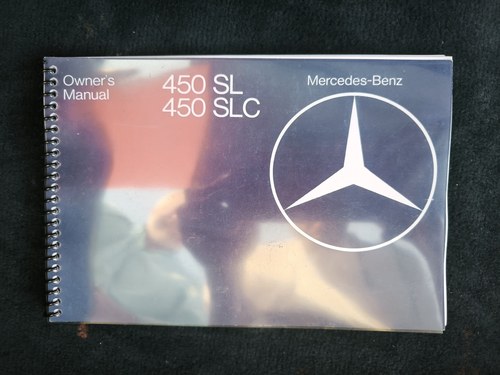 Owner's
Manual
450 SL
450 SLC
Mercedes-Benz